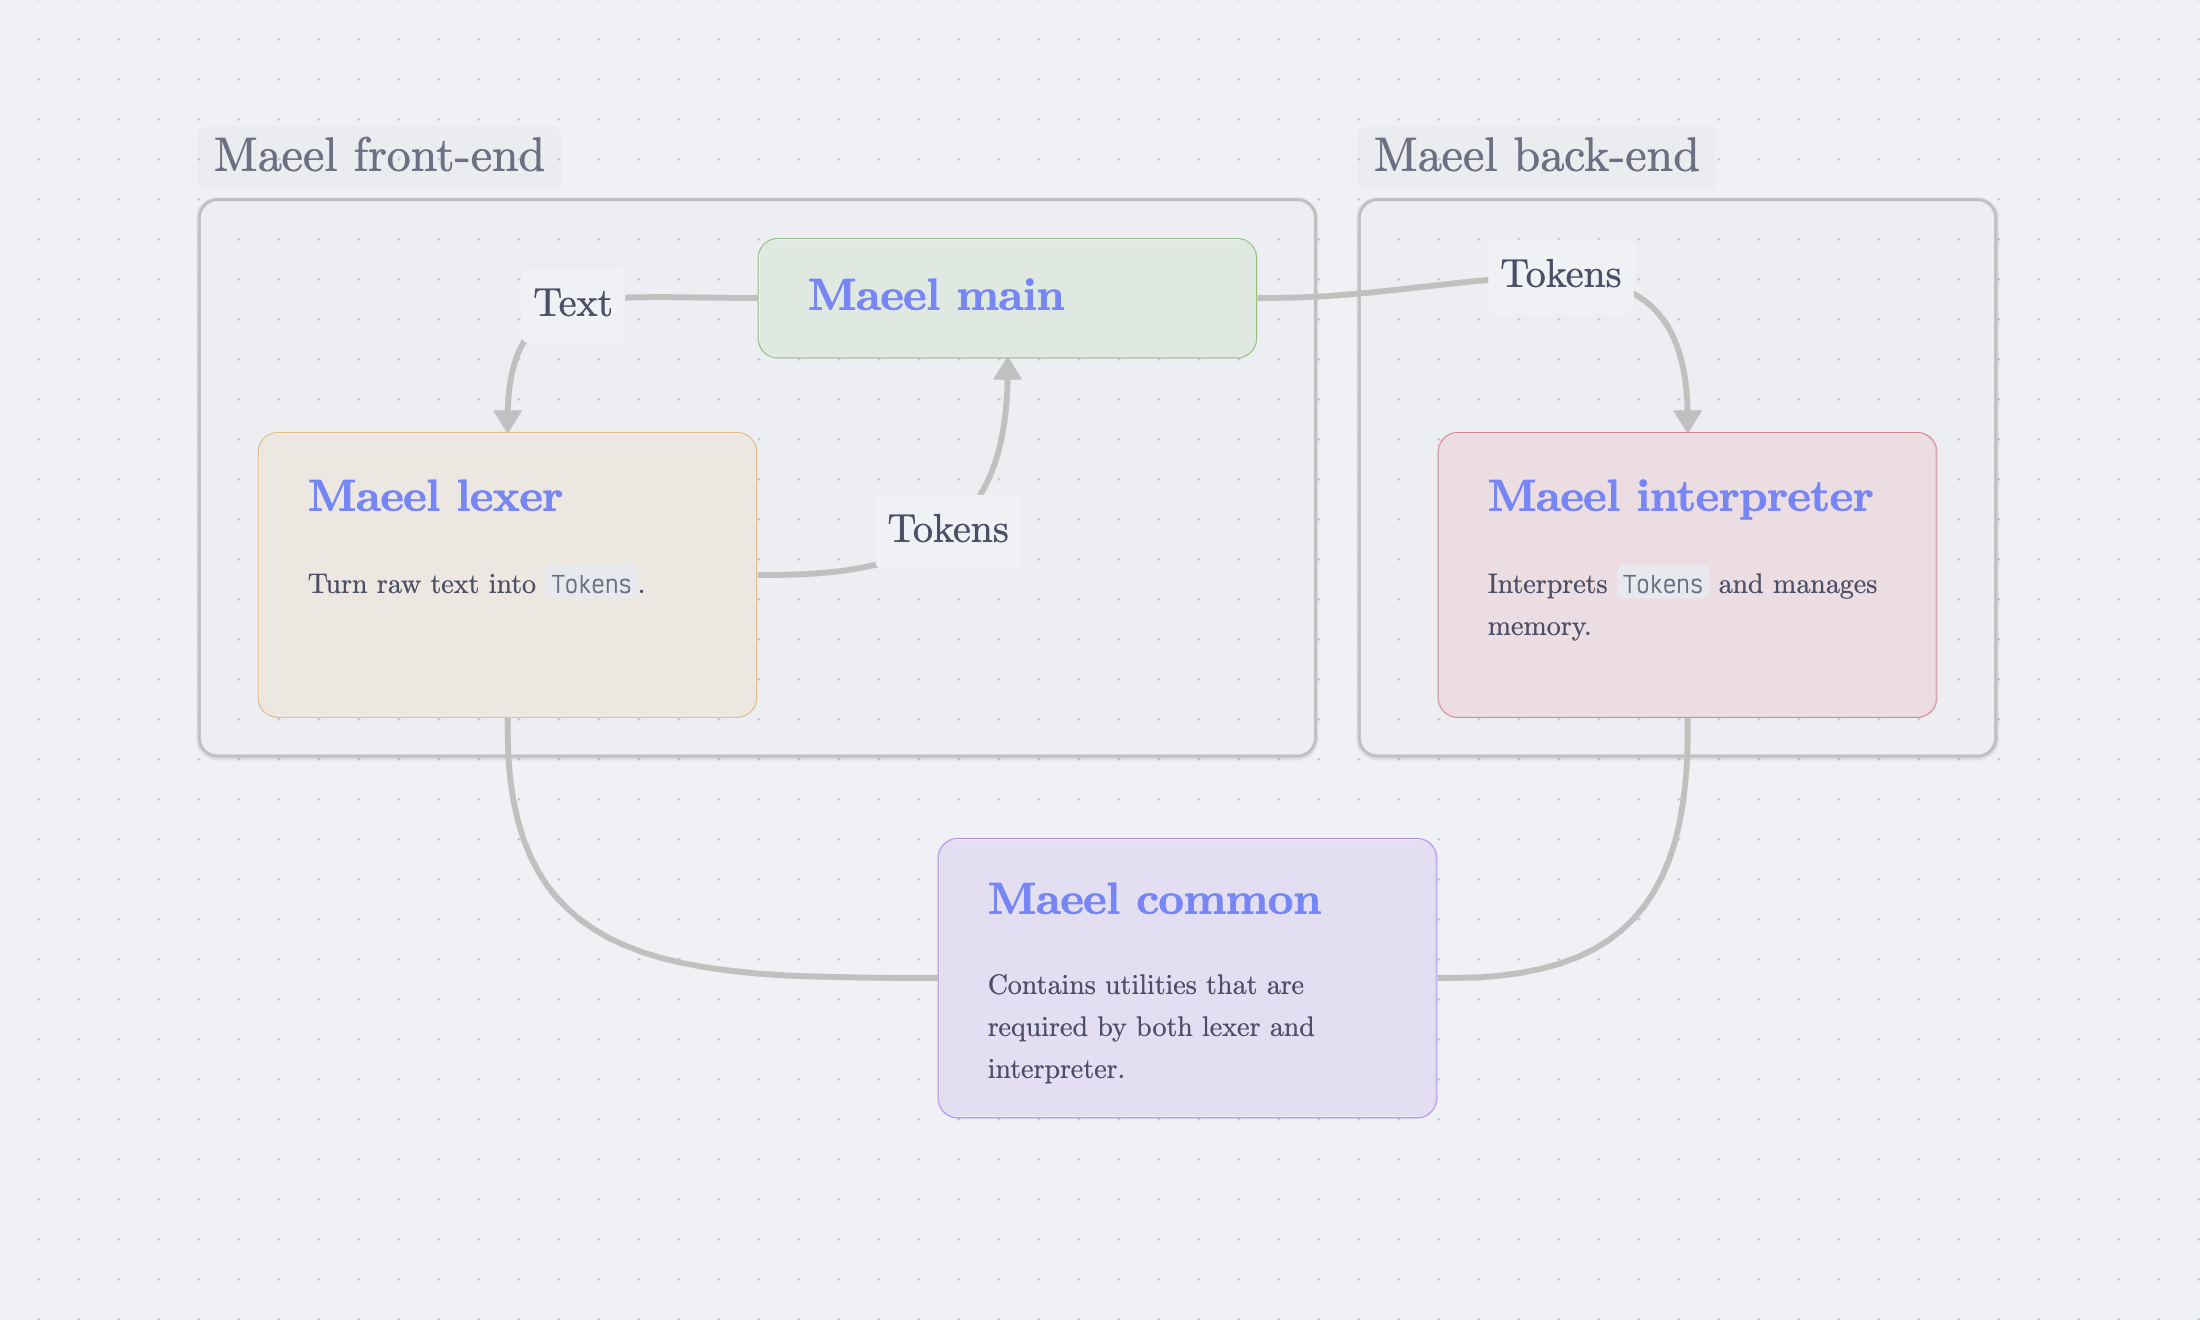 Maeel front-end
Maeel back-end
Maeel main
Text
Tokens
Maeel lexer
Turn raw text into Tokens.
Tokens
Maeel interpreter
Interprets Tokens and manages
memory.
Maeel common
Contains utilities that are
required by both lexer and
interpreter.